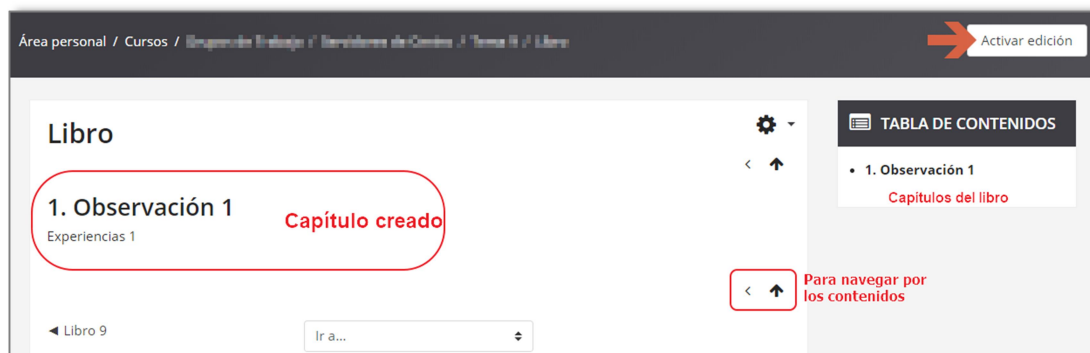 Área personal / Cursos /
Activar edición
Libro
TABLA DE CONTENIDOS
1. Observación 1
Capítulos del libro
1. Observación 1
Capítulo creado
Experiencias 1
Para navegar por
los contenidos
◄ Libro 9
Ir a...